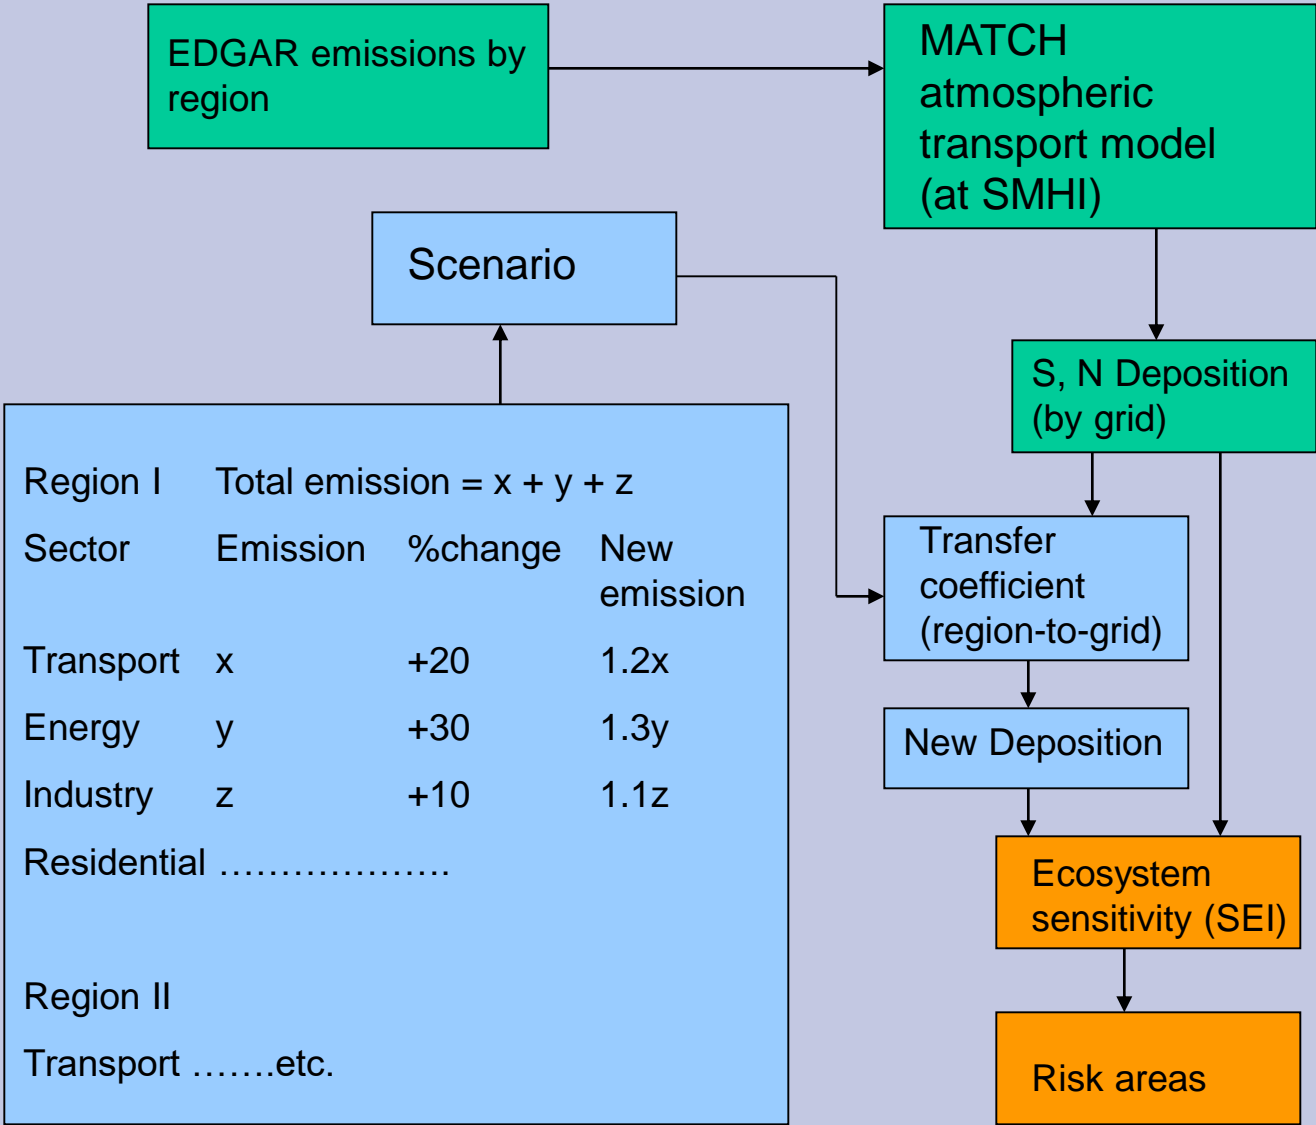 EDGAR emissions by
region
MATCH
atmospheric
transport model
(at SMHI)
Scenario
S, N Deposition
(by grid)
Region I Total emission = x + y + z
Sector Emission %change New
emission
Transport x +20 1.2x
Energy y +30 1.3y
Industry z +10 1.1z
Residential ……………….
Region II
Transport …….etc.
Transfer
coefficient
(region-to-grid)
New Deposition
Ecosystem
sensitivity (SEI)
Risk areas